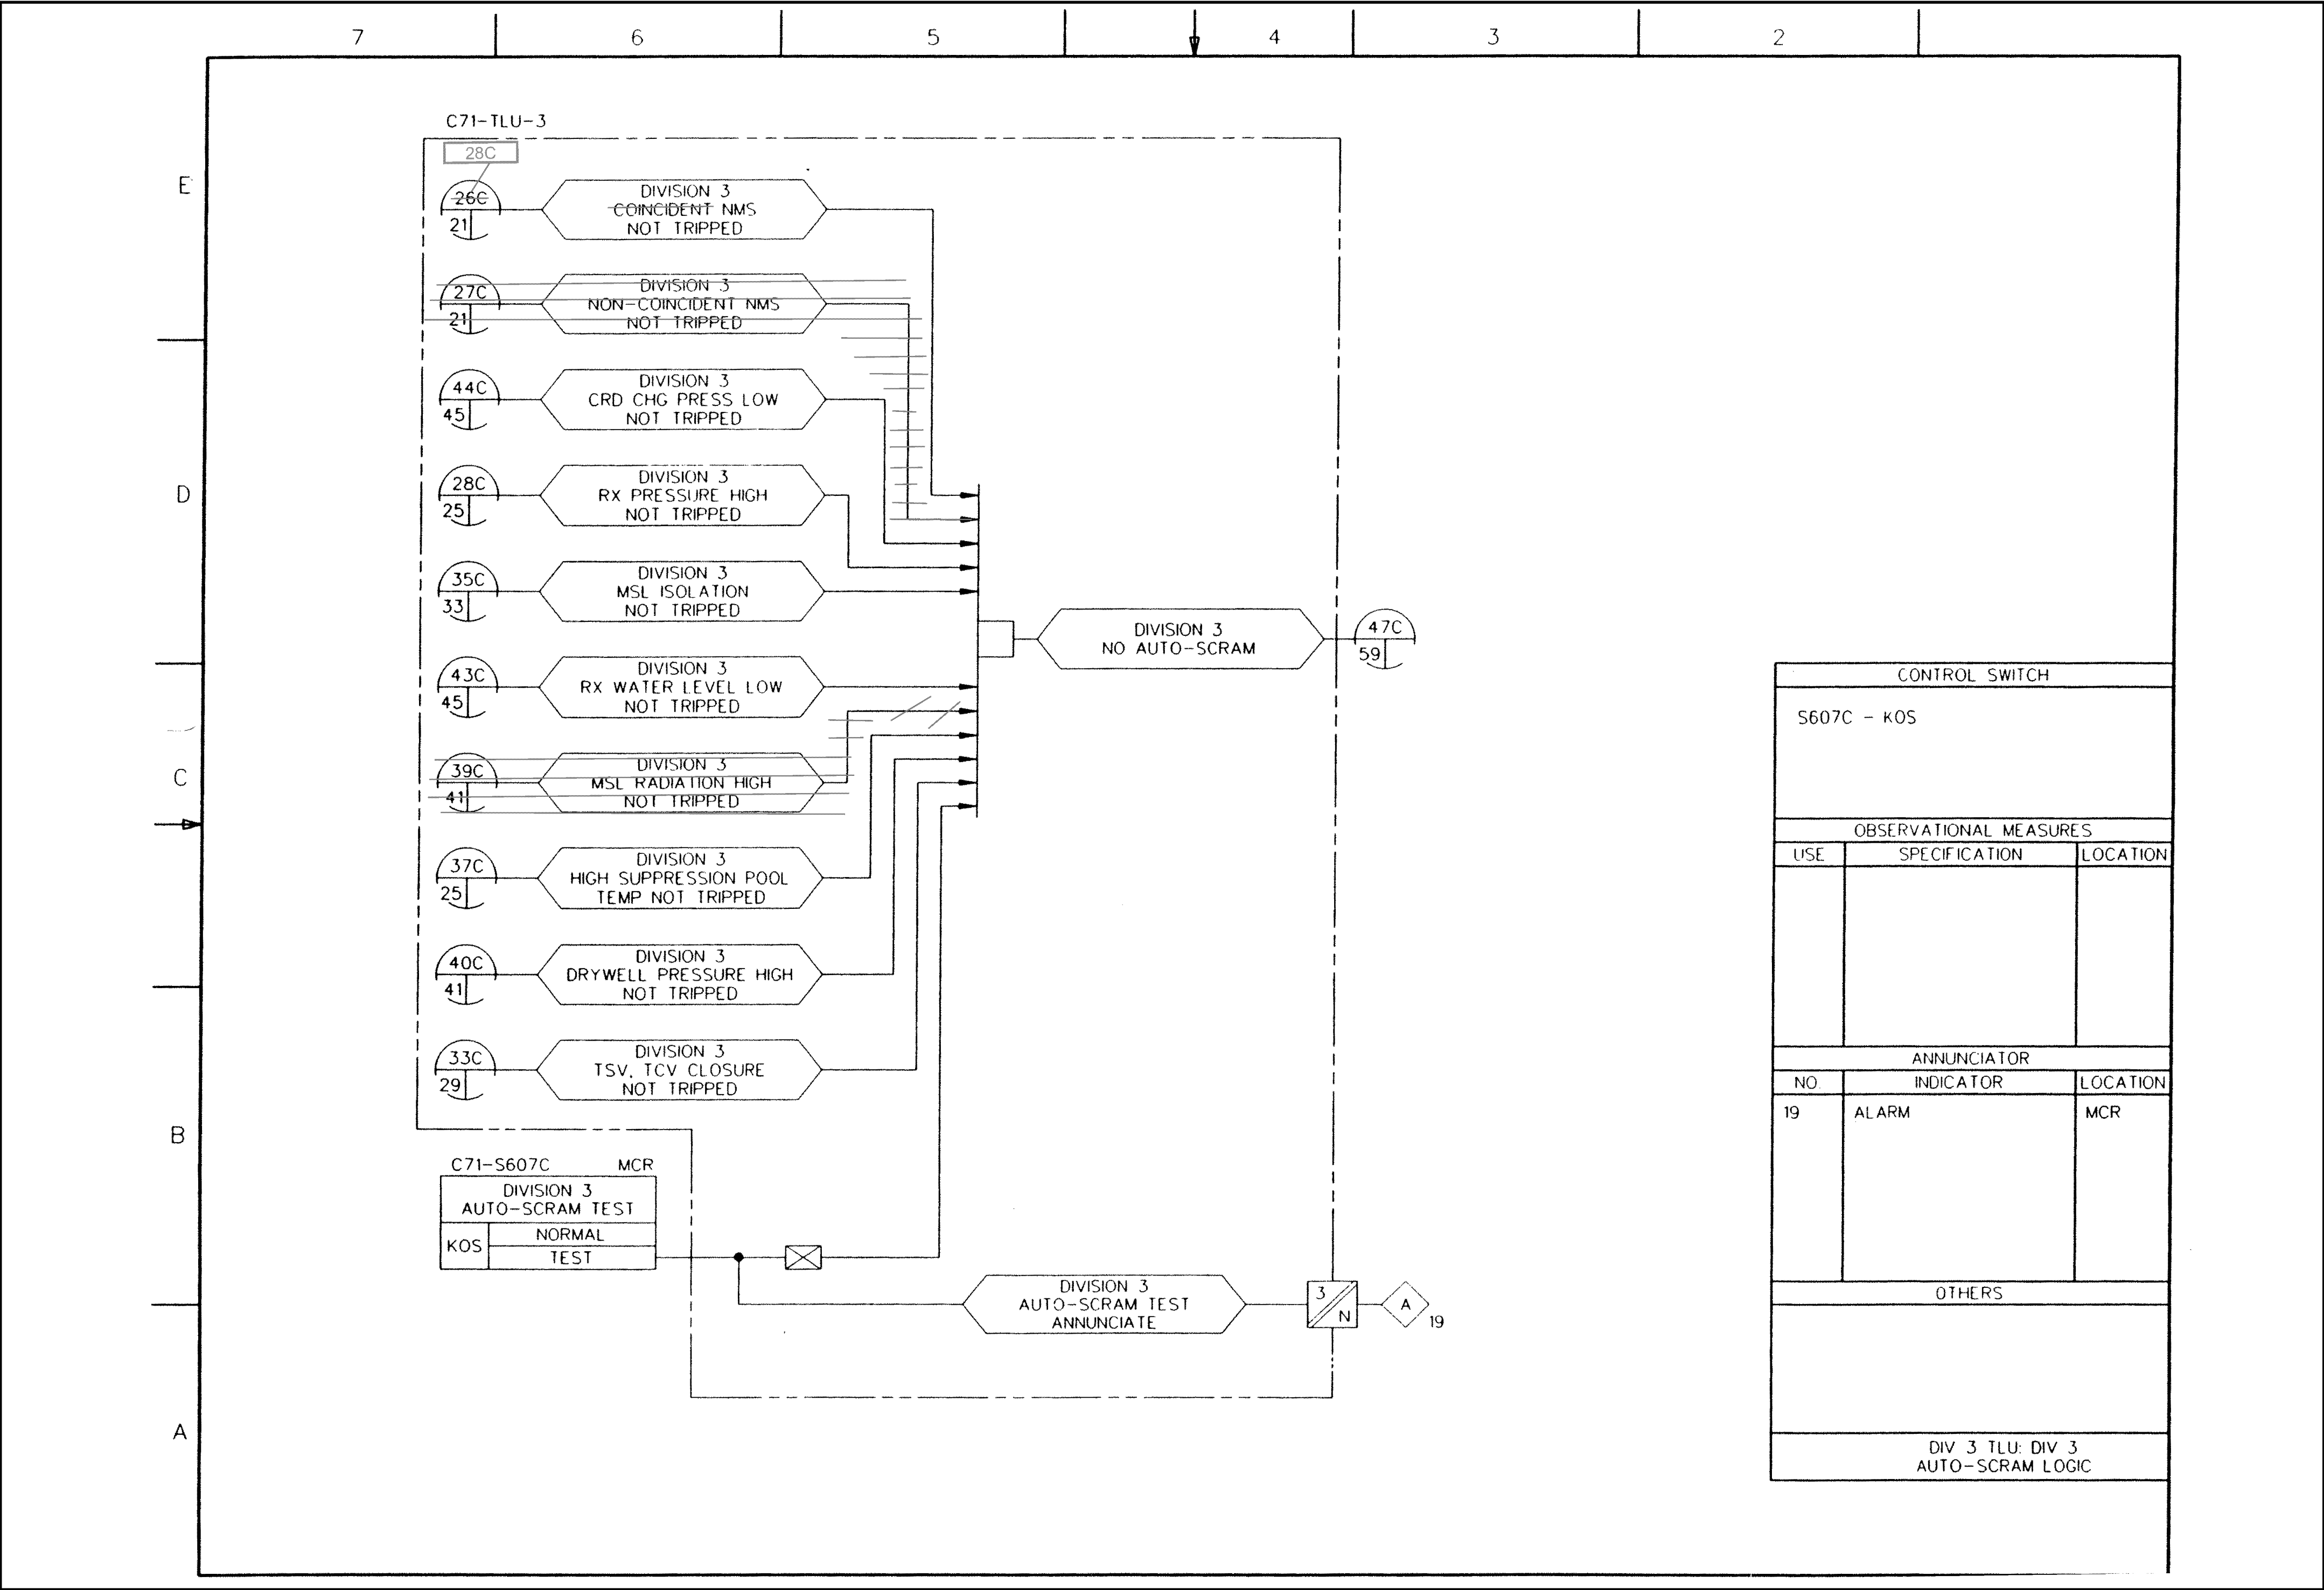 7 6 5 4 3 2
E
D
C
B
A
C71-TLU-3
28C
26C
21
DIVISION 3
COINCIDENT NMS
NOT TRIPPED
27C
21
DIVISION 3
NON-COINCIDENT NMS
NOT TRIPPED
44C
45
DIVISION 3
CRD CHG PRESS LOW
NOT TRIPPED
28C
25
DIVISION 3
RX PRESSURE HIGH
NOT TRIPPED
35C
33
DIVISION 3
MSL ISOLATION
NOT TRIPPED
43C
45
DIVISION 3
RX WATER LEVEL LOW
NOT TRIPPED
39C
41
DIVISION 3
MSL RADIATION HIGH
NOT TRIPPED
37C
25
DIVISION 3
HIGH SUPPRESSION POOL
TEMP NOT TRIPPED
40C
41
DIVISION 3
DRYWELL PRESSURE HIGH
NOT TRIPPED
33C
29
DIVISION 3
TSV, TCV CLOSURE
NOT TRIPPED
DIVISION 3
NO AUTO-SCRAM
47C
59
C71-S607C MCR
DIVISION 3
AUTO-SCRAM TEST
KOS
NORMAL
TEST
DIVISION 3
AUTO-SCRAM TEST
ANNUNCIATE
3
N
A
19
CONTROL SWITCH
S607C - KOS
OBSERVATIONAL MEASURES
USE SPECIFICATION LOCATION
ANNUNCIATOR
NO. INDICATOR LOCATION
19 ALARM MCR
OTHERS
DIV 3 TLU: DIV 3
AUTO-SCRAM LOGIC